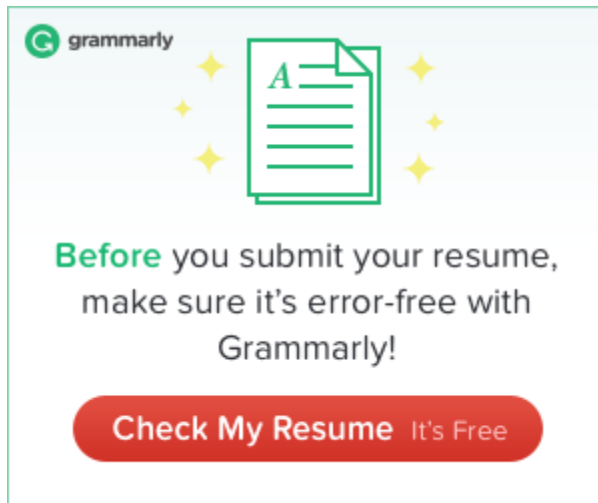 grammarly
A
Before you submit your resume,
make sure it's error-free with
Grammarly!
Check My Resume It's Free